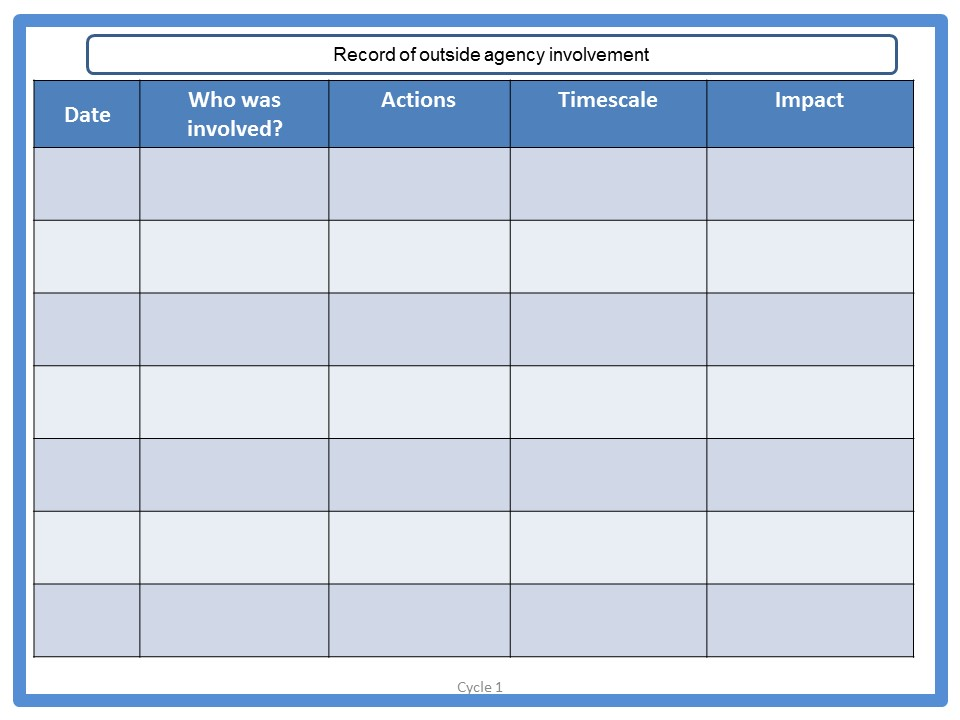 Record of outside agency involvement
Date
Who was
involved?
Actions
Timescale
Impact
Cycle 1